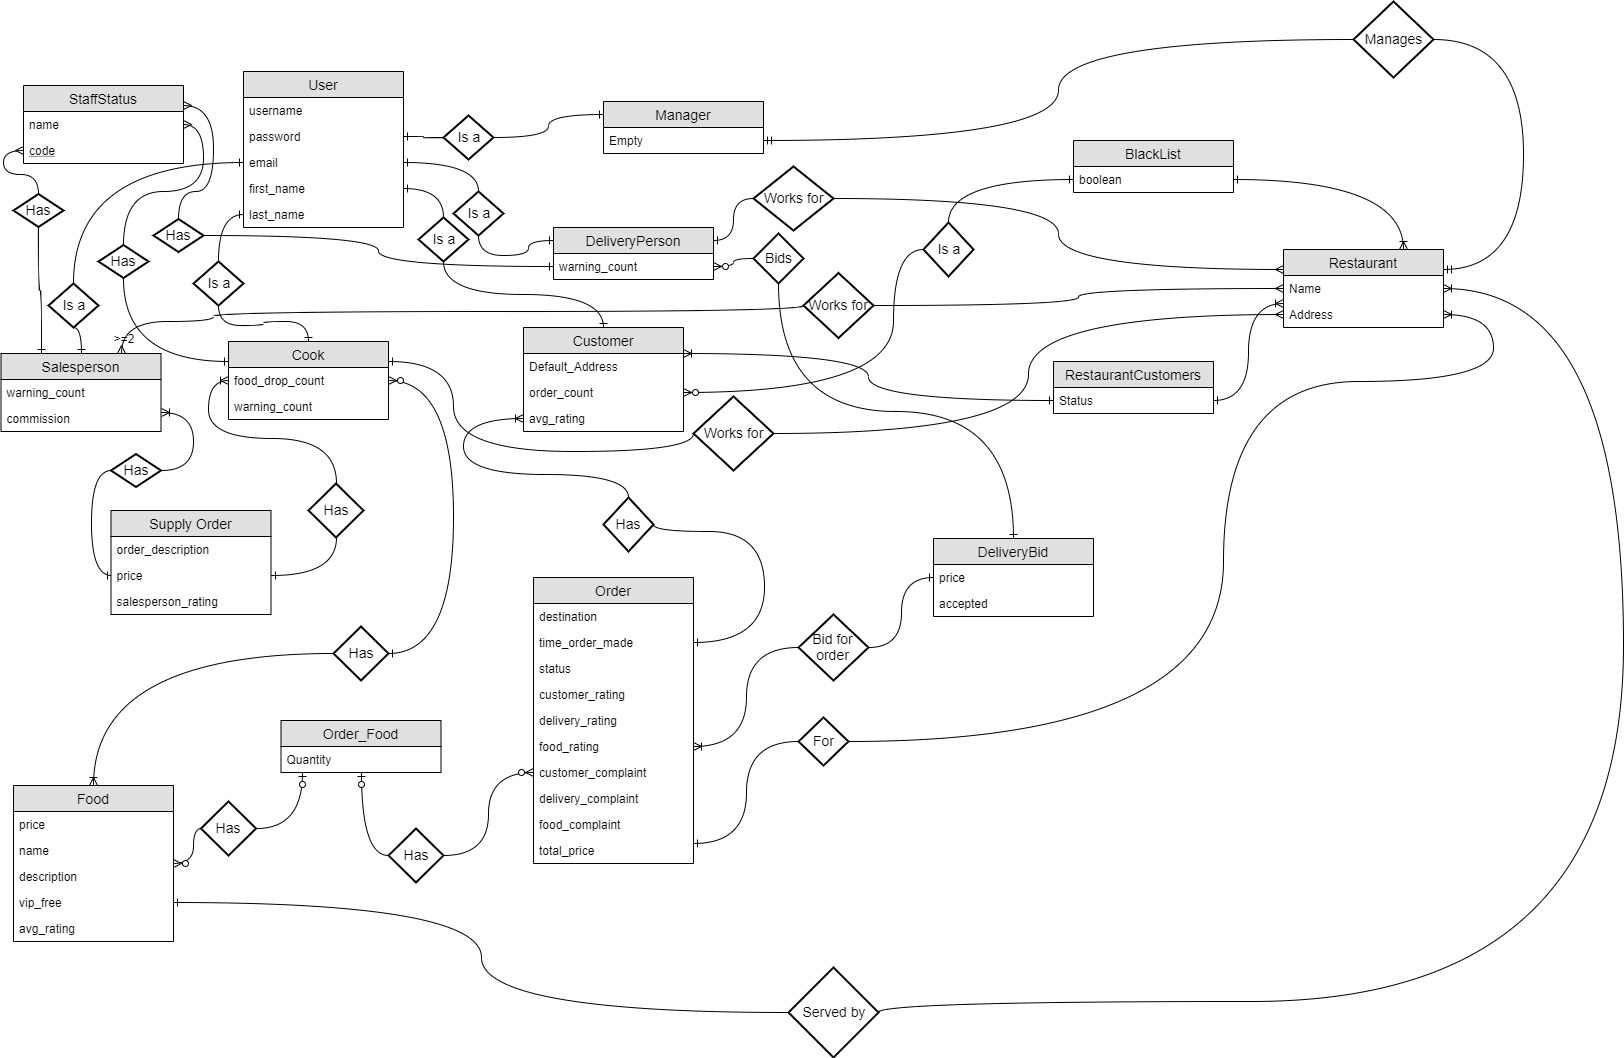 Manages
StaffStatus
name
code
User
username
password
email
first_name
last_name
Is a
Manager
Empty
BlackList
boolean
Has
Has
Has
Is a
Is a
Is a
Is a
Works for
DeliveryPerson
warning_count
Bids
Is a
Restaurant
Name
Address
Works for
>=2
Salesperson
warning_count
commission
Cook
food_drop_count
warning_count
Customer
Default_Address
order_count
avg_rating
RestaurantCustomers
Status
Works for
Has
Has
Supply Order
order_description
price
salesperson_rating
Has
DeliveryBid
price
accepted
Order
destination
time_order_made
status
customer_rating
delivery_rating
food_rating
customer_complaint
delivery_complaint
food_complaint
total_price
Bid for
order
Has
For
Order_Food
Quantity
Food
price
name
description
vip_free
avg_rating
Has
Has
Served by